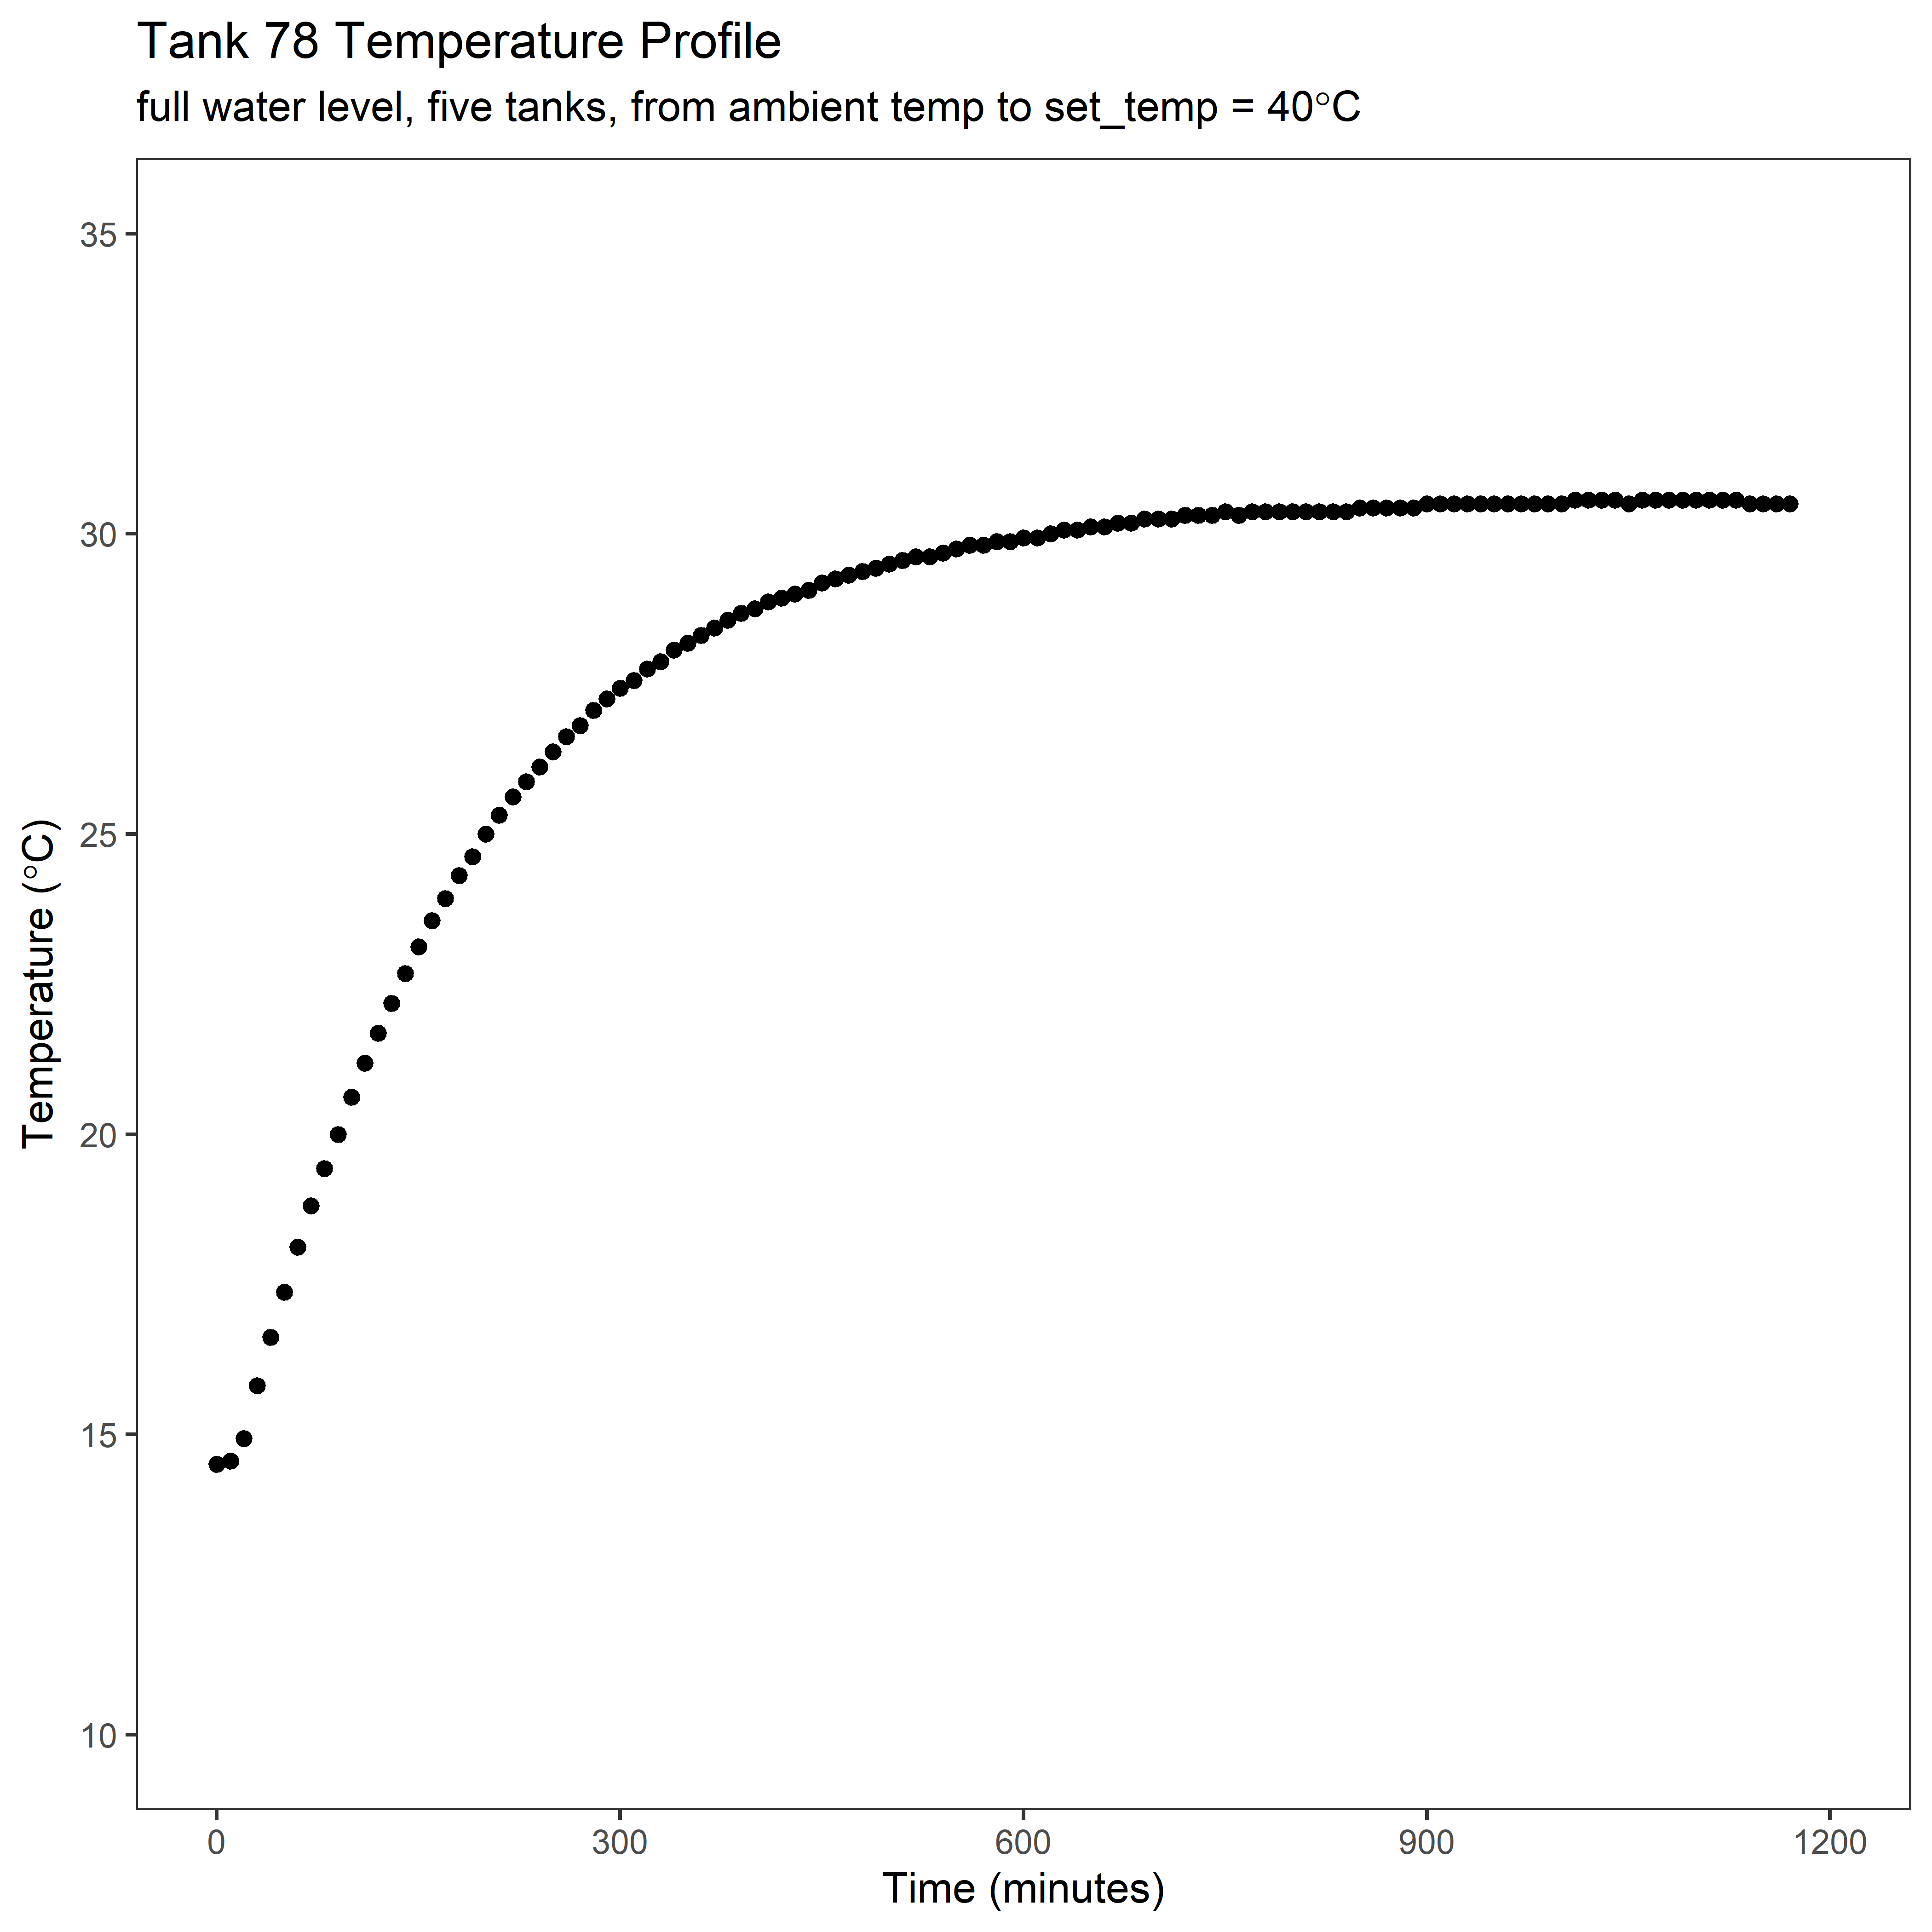 Tank 78 Temperature Profile
full water level, five tanks, from ambient temp to set_temp = 40°C
35
30
25
20
15
10
Temperature (°C)
0 300 600 900 1200
Time (minutes)